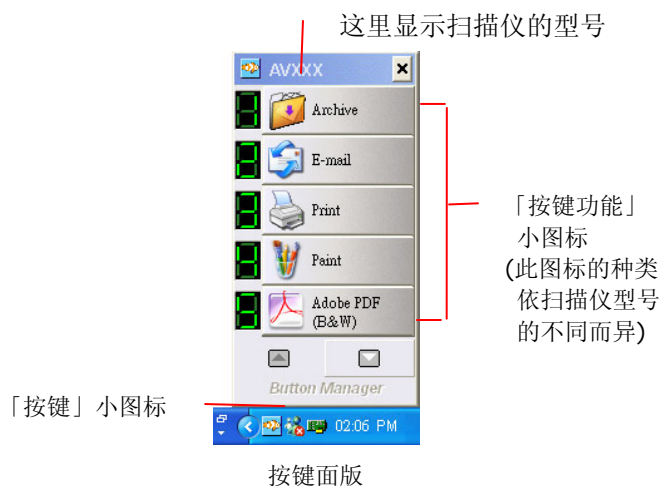 这里显示扫描仪的型号
AVXXX
Archive
E-mail
Print
Paint
Adobe PDF
(B&W)
「按键功能」
小图标
(此图标的种类
依扫描仪型号
的不同而异)
Button Manager
「按键」小图标
02:06 PM
按键面版